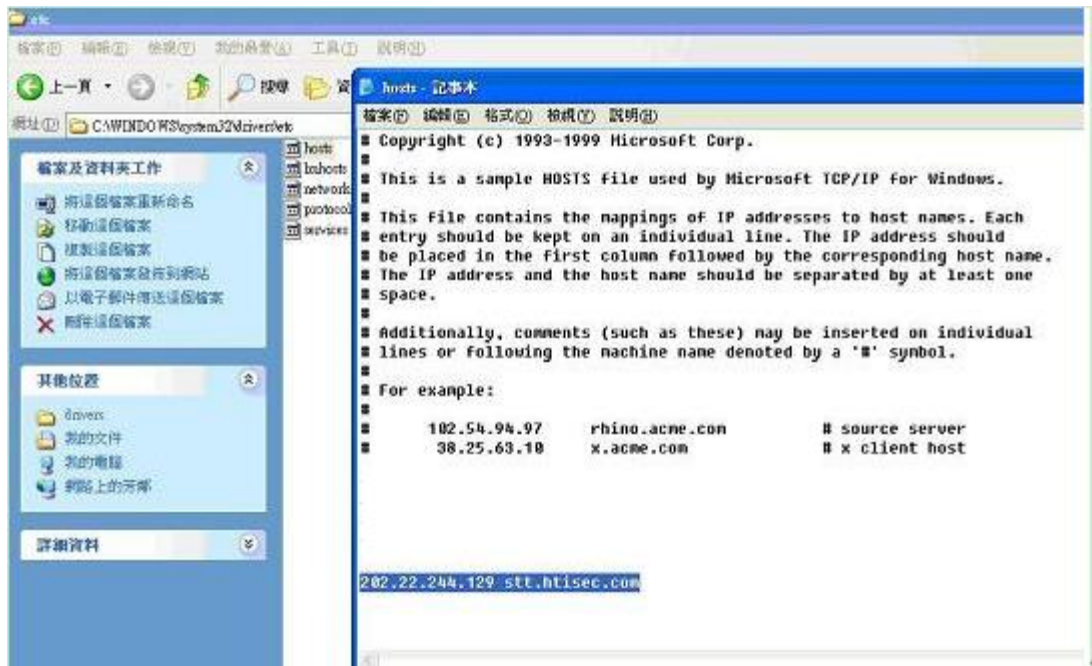 etc
檔案(F) 編輯(E) 檢視(V) 我的最愛(A) 工具(T) 說明(H)
上一頁 搜尋
網址(D) C:\WINDOWS\system32\drivers\etc
檔案及資料夾工作
將這個檔案重新命名
移動這個檔案
複製這個檔案
將這個檔案發佈到網站
以電子郵件傳送這個檔案
刪除這個檔案
其他位置
drivers
我的文件
我的電腦
網路上的芳鄰
詳細資料
hosts
lmhosts
network
protocol
services
hosts - 記事本
檔案(F) 編輯(E) 格式(O) 檢視(V) 說明(H)
# Copyright (c) 1993-1999 Microsoft Corp.
#
# This is a sample HOSTS file used by Microsoft TCP/IP for Windows.
#
# This file contains the mappings of IP addresses to host names. Each
# entry should be kept on an individual line. The IP address should
# be placed in the first column followed by the corresponding host name.
# The IP address and the host name should be separated by at least one
# space.
#
# Additionally, comments (such as these) may be inserted on individual
# lines or following the machine name denoted by a '#' symbol.
#
# For example:
#
# 102.54.94.97 rhino.acme.com # source server
# 38.25.63.10 x.acme.com # x client host
202.22.244.129 stt.htisec.com